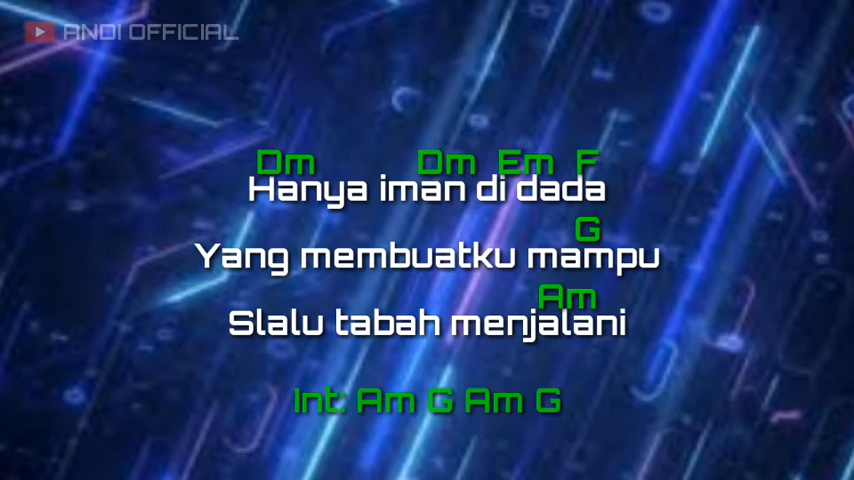 ANDI OFFICIAL
Dm Dm Em F
Hanya iman di dada
G
Yang membuatku mampu
Am
Slalu tabah menjalani
Int: Am G Am G